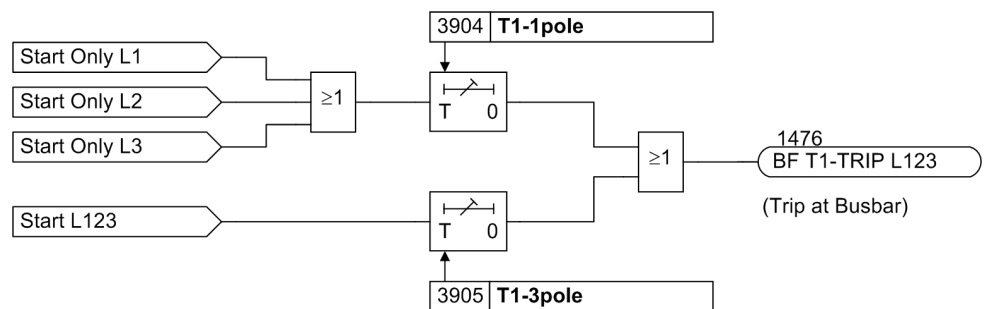 3904 T1-1pole
Start Only L1
Start Only L2
Start Only L3
≥1
T 0
≥1
1476
BF T1-TRIP L123
(Trip at Busbar)
Start L123
T 0
3905 T1-3pole